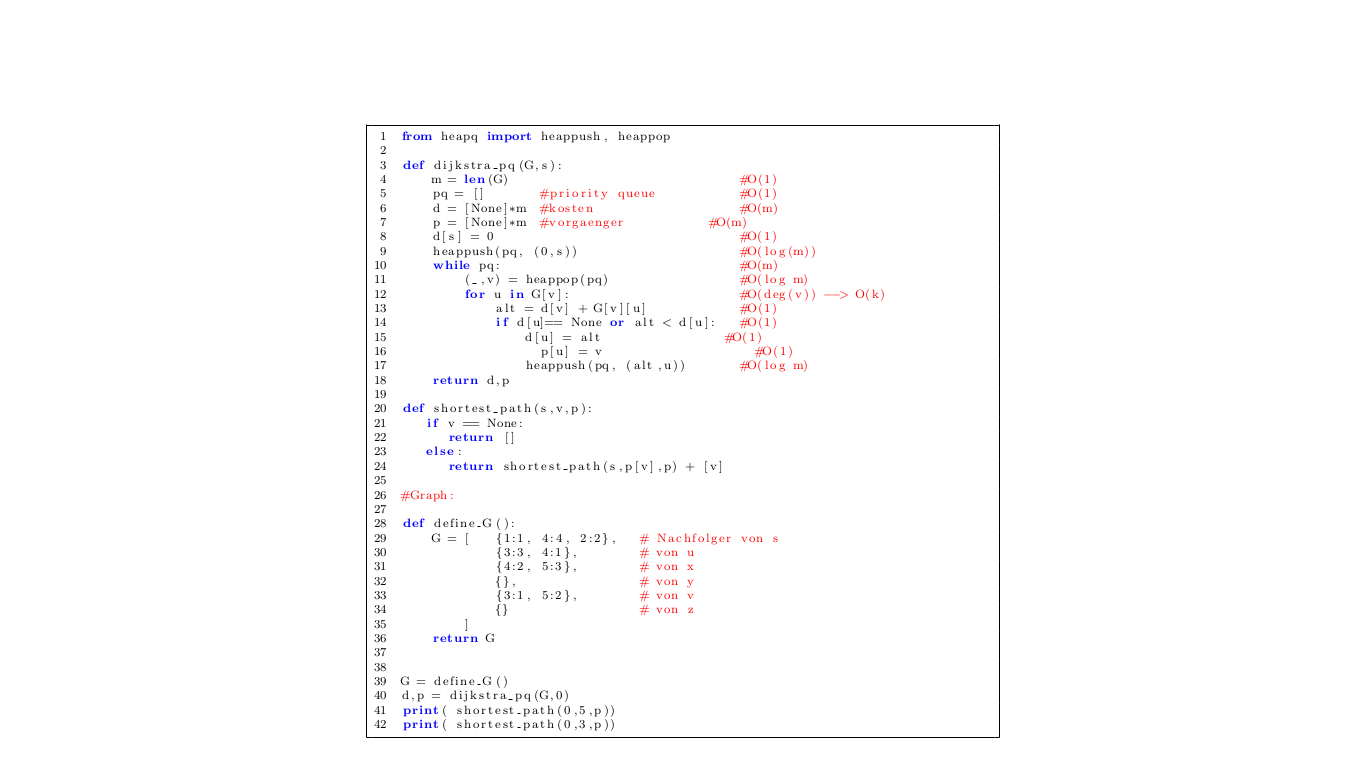 1 from heapq import heappush, heappop
2
3 def dijkstra_pq(G,s):
4     m = len(G)                              #O(1)
5     pq = []       #priority queue           #O(1)
6     d = [None]*m  #kosten                   #O(m)
7     p = [None]*m  #vorgaenger           #O(m)
8     d[s] = 0                                #O(1)
9     heappush(pq, (0,s))                     #O(log(m))
10     while pq:                               #O(m)
11         (_,v) = heappop(pq)                 #O(log m)
12         for u in G[v]:                      #O(deg(v)) --> O(k)
13             alt = d[v] + G[v][u]            #O(1)
14             if d[u]== None or alt < d[u]:   #O(1)
15                 d[u] = alt                #O(1)
16                   p[u] = v                    #O(1)
17                 heappush(pq, (alt,u))       #O(log m)
18     return d,p
19
20 def shortest_path(s,v,p):
21    if v == None:
22       return []
23    else:
24       return shortest_path(s,p[v],p) + [v]
25
26 #Graph:
27
28 def define_G():
29     G = [   {1:1, 4:4, 2:2},   # Nachfolger von s
30             {3:3, 4:1},        # von u
31             {4:2, 5:3},        # von x
32             {},                # von y
33             {3:1, 5:2},        # von v
34             {}                 # von z
35         ]
36     return G
37
38
39 G = define_G()
40 d,p = dijkstra_pq(G,0)
41 print( shortest_path(0,5,p))
42 print( shortest_path(0,3,p))